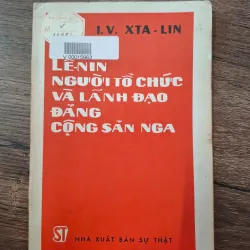 I. V. XTA-LIN
LÊ-NIN
NGƯỜI TỔ CHỨC
VÀ LÃNH ĐẠO
ĐẢNG
CỘNG SẢN NGA
ST
NHÀ XUẤT BẢN SỰ THẬT